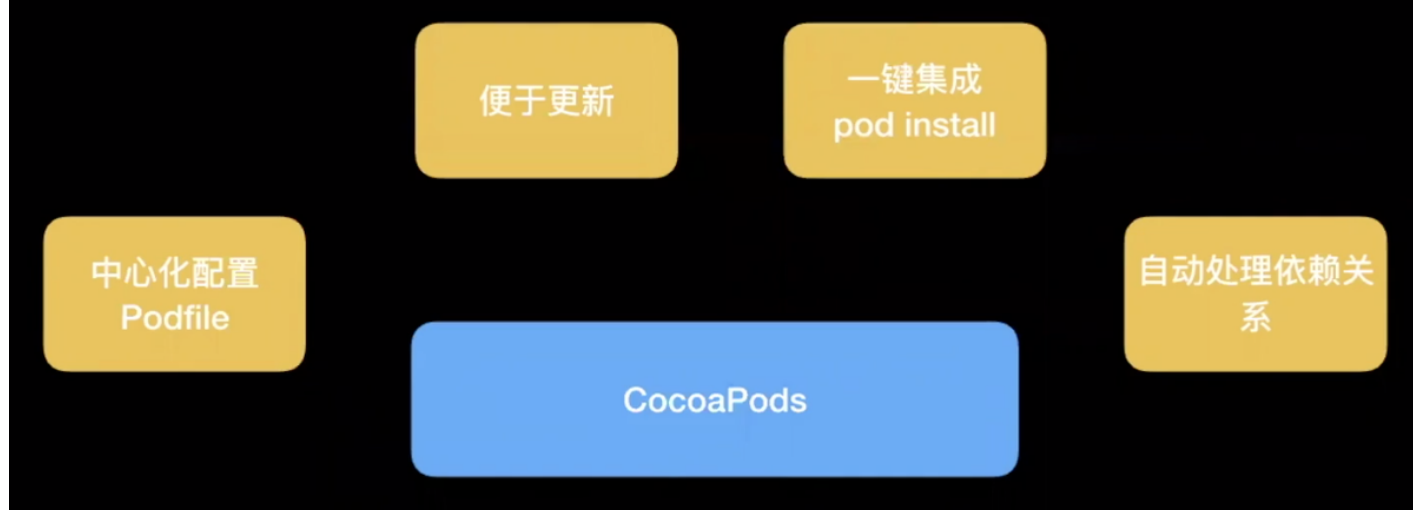 便于更新
一键集成
pod install
中心化配置
Podfile
自动处理依赖关
系
CocoaPods